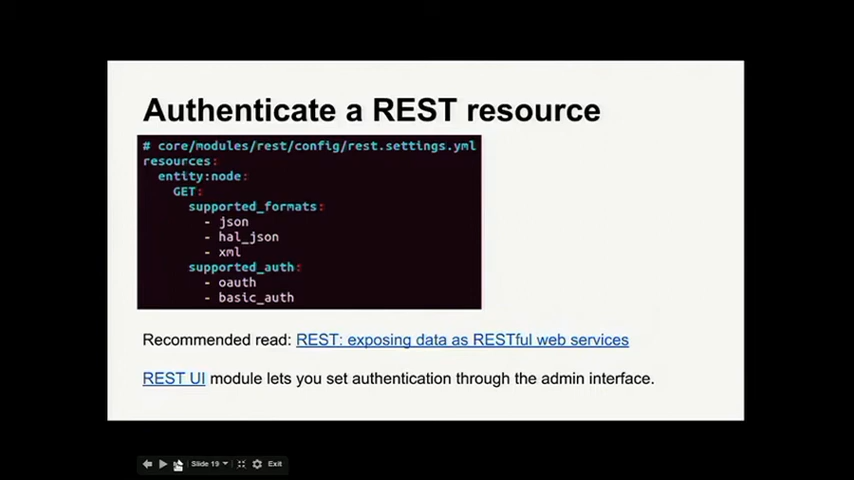 Authenticate a REST resource
# core/modules/rest/config/rest.settings.yml
resources:
entity:node:
GET:
supported_formats:
- json
- hal_json
- xml
supported_auth:
- oauth
- basic_auth
Recommended read: REST: exposing data as RESTful web services
REST UI module lets you set authentication through the admin interface.
Slide 19
Exit